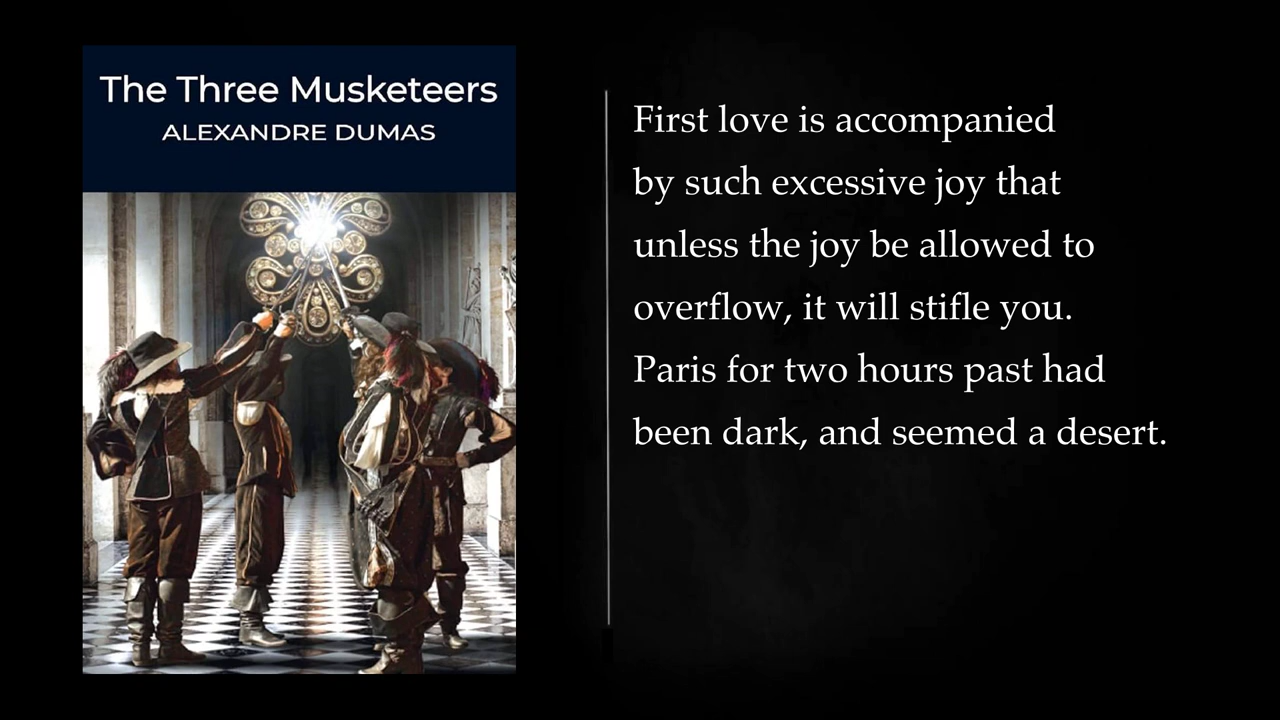 The Three Musketeers
ALEXANDRE DUMAS
First love is accompanied
by such excessive joy that
unless the joy be allowed to
overflow, it will stifle you.
Paris for two hours past had
been dark, and seemed a desert.